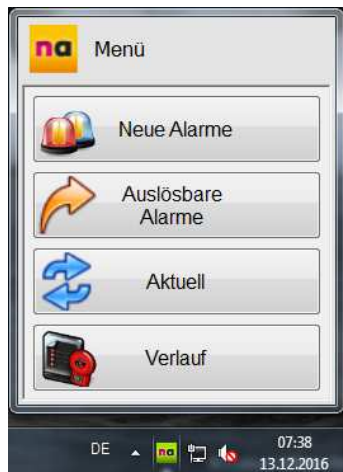 na Menü
Neue Alarme
Auslösbare
Alarme
Aktuell
Verlauf
DE na 07:38
13.12.2016